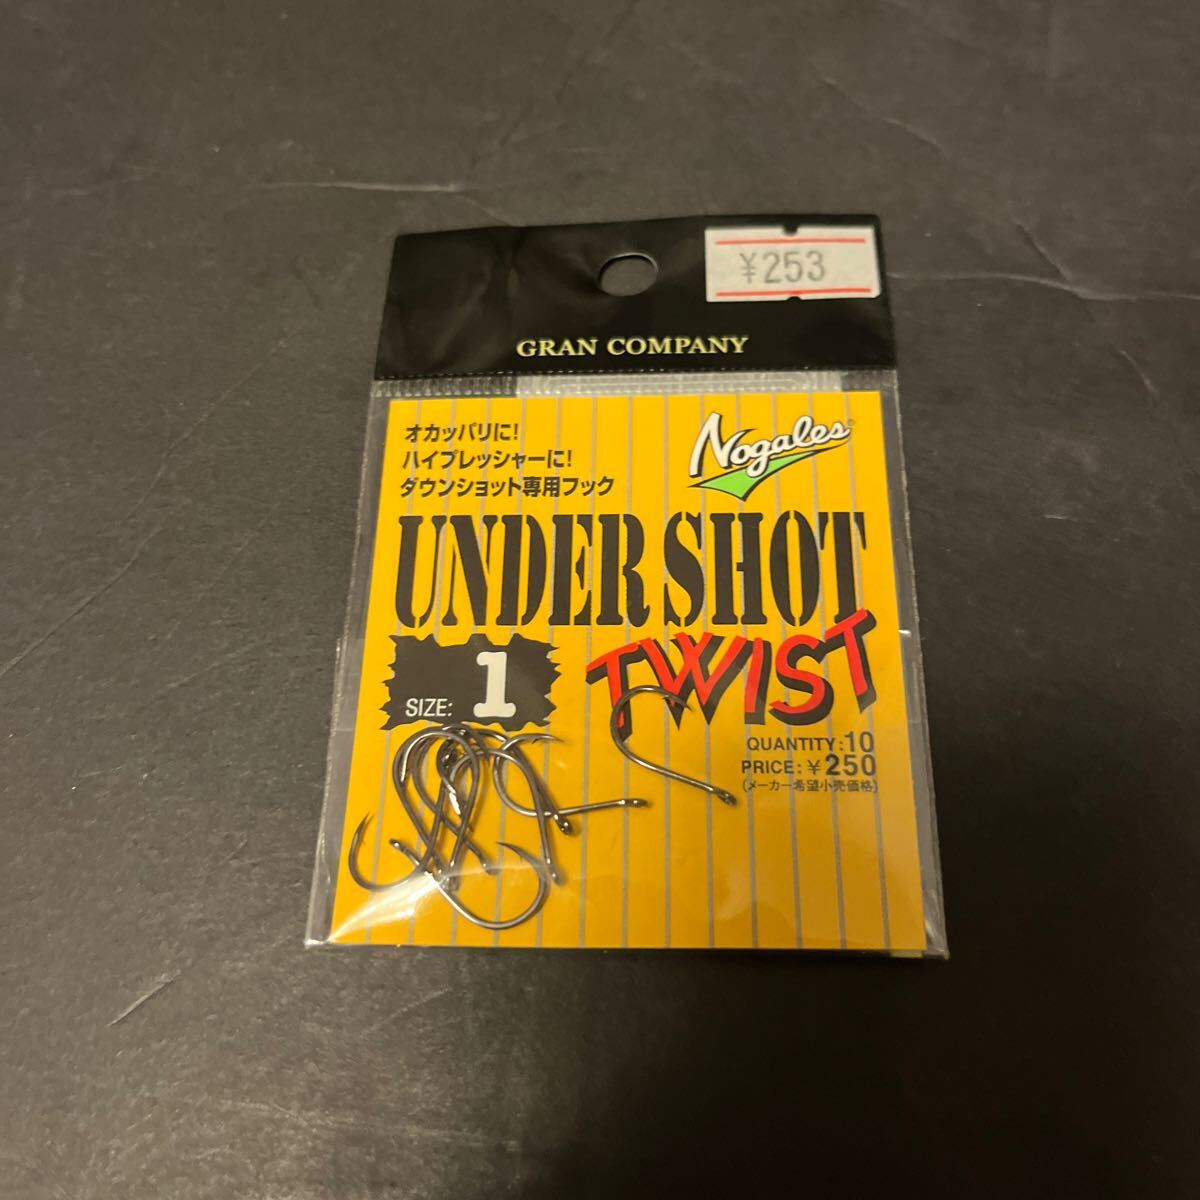 ¥253
GRAN COMPANY
オカッパリに!
ハイプレッシャーに!
ダウンショット専用フック
Nogales®
UNDER SHOT
TWIST
SIZE: 1
QUANTITY:10
PRICE:¥250
(メーカー希望小売価格)